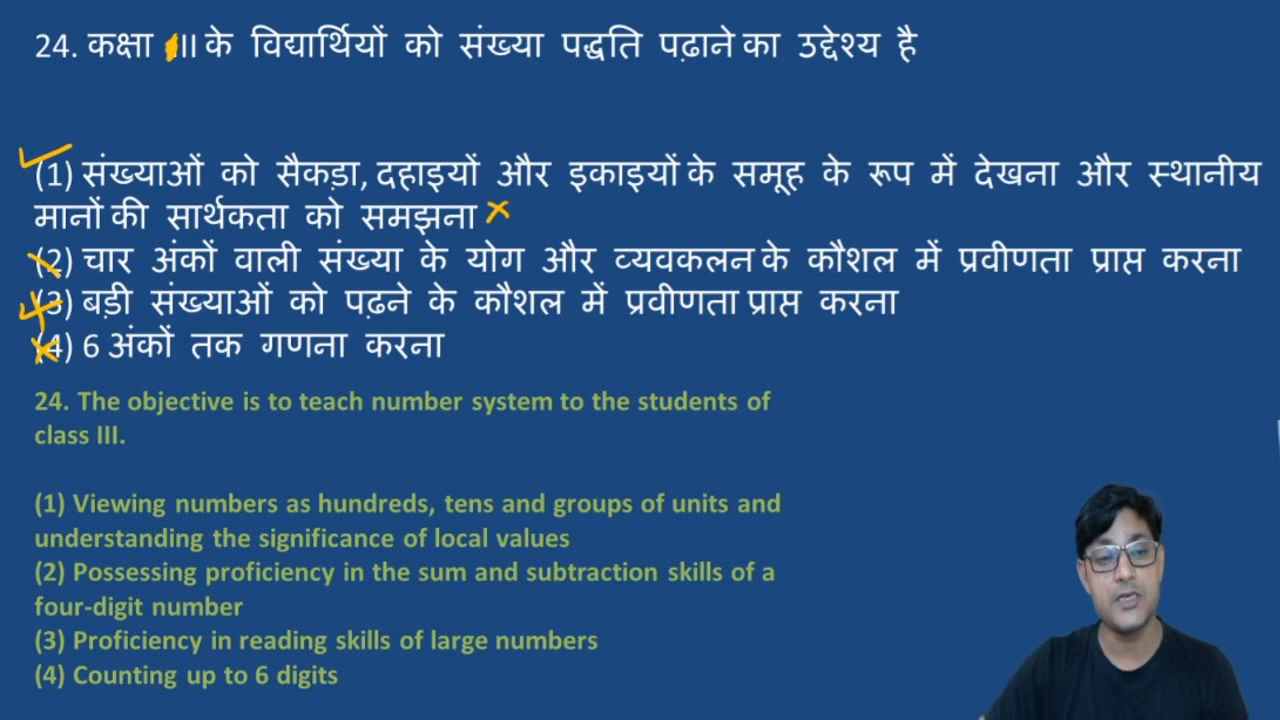 24. कक्षा III के विद्यार्थियों को संख्या पद्धति पढ़ाने का उद्देश्य है
(1) संख्याओं को सैकड़ा, दहाइयों और इकाइयों के समूह के रूप में देखना और स्थानीय
मानों की सार्थकता को समझना
(2) चार अंकों वाली संख्या के योग और व्यवकलन के कौशल में प्रवीणता प्राप्त करना
(3) बड़ी संख्याओं को पढ़ने के कौशल में प्रवीणता प्राप्त करना
(4) 6 अंकों तक गणना करना
24. The objective is to teach number system to the students of
class III.
(1) Viewing numbers as hundreds, tens and groups of units and
understanding the significance of local values
(2) Possessing proficiency in the sum and subtraction skills of a
four-digit number
(3) Proficiency in reading skills of large numbers
(4) Counting up to 6 digits